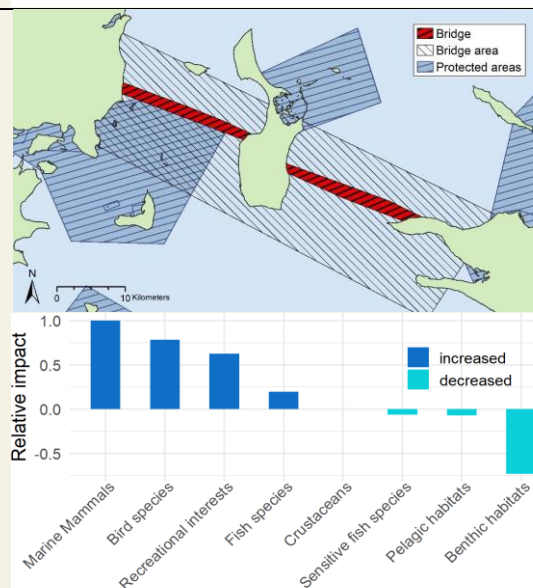 Bridge
Bridge area
Protected areas
N
0 10 Kilometers
1.0
0.5
0.0
-0.5
Relative impact
increased
decreased
Marine Mammals
Bird species
Recreational interests
Fish species
Crustaceans
Sensitive fish species
Pelagic habitats
Benthic habitats